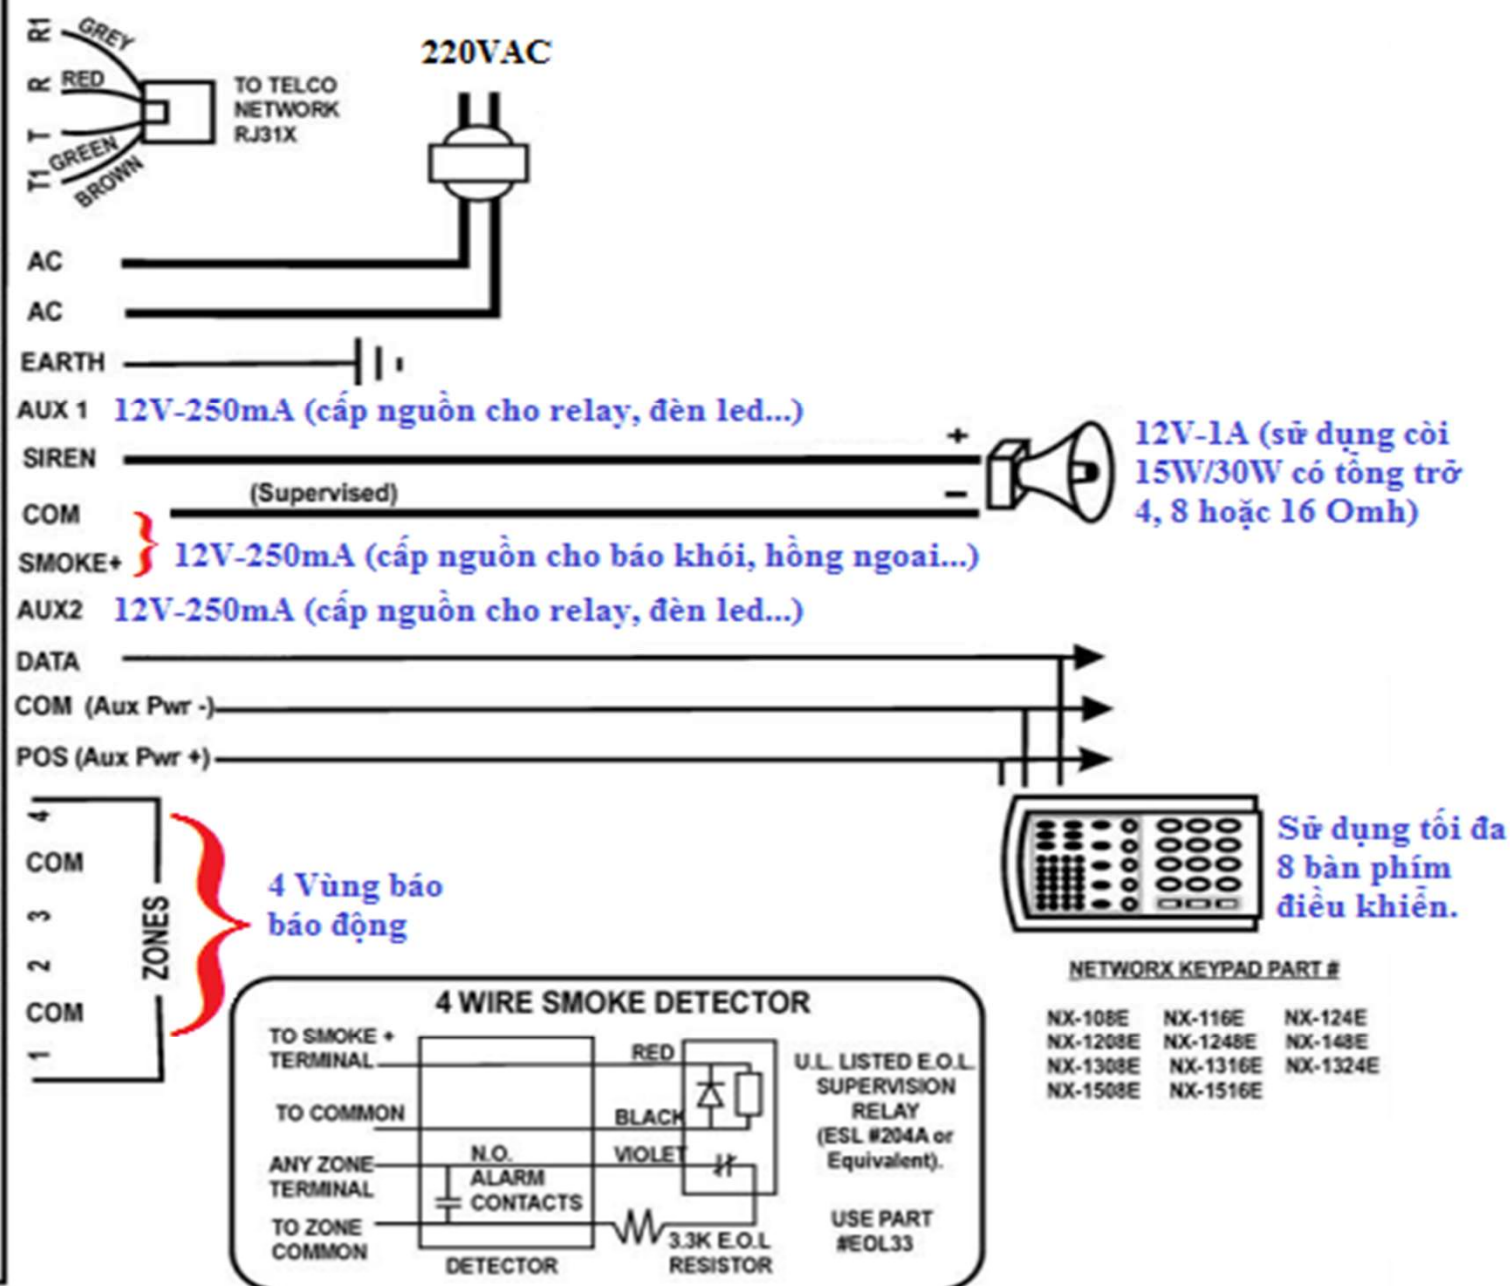 R1 GREY
R RED
T GREEN
T1 BROWN
TO TELCO
NETWORK
RJ31X
220VAC
AC
AC
EARTH
AUX 1 12V-250mA (cấp nguồn cho relay, đèn led...)
SIREN
+
(Supervised)
−
COM
12V-1A (sử dụng còi
15W/30W có tổng trở
4, 8 hoặc 16 Omh)
SMOKE+ 12V-250mA (cấp nguồn cho báo khói, hồng ngoai...)
AUX2 12V-250mA (cấp nguồn cho relay, đèn led...)
DATA
COM (Aux Pwr -)
POS (Aux Pwr +)
4
COM
3
2
COM
1
ZONES
4 Vùng báo
báo động
Sử dụng tối đa
8 bàn phím
điều khiển.
NETWORX KEYPAD PART #
NX-108E NX-116E NX-124E
NX-1208E NX-1248E NX-148E
NX-1308E NX-1316E NX-1324E
NX-1508E NX-1516E
4 WIRE SMOKE DETECTOR
TO SMOKE +
TERMINAL
TO COMMON
ANY ZONE
TERMINAL
TO ZONE
COMMON
N.O.
ALARM
CONTACTS
DETECTOR
RED
BLACK
VIOLET
3.3K E.O.L
RESISTOR
U.L. LISTED E.O.L.
SUPERVISION
RELAY
(ESL #204A or
Equivalent).
USE PART
#EOL33